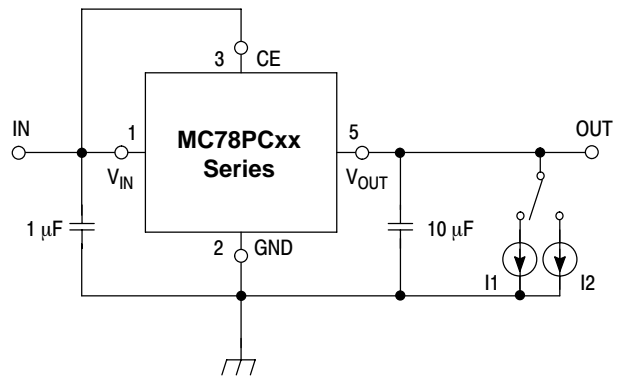 3 CE
IN
1
MC78PCxx
Series
5
OUT
VIN
VOUT
1 μF
2 GND
10 μF
I1
I2